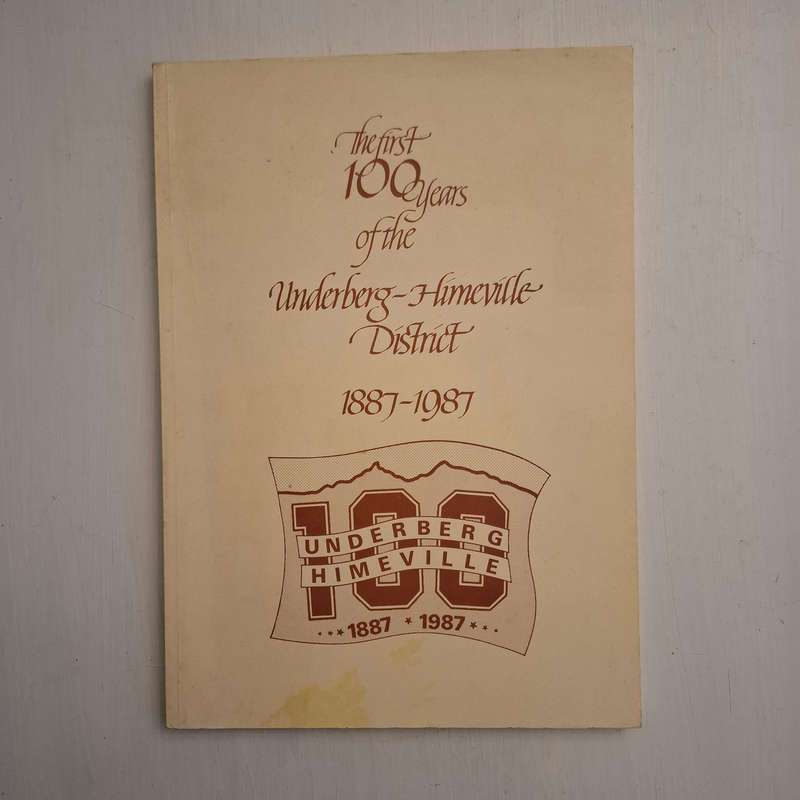 The first
100 Years
of the
Underberg-Himeville
District
1887-1987
100
UNDERBERG
HIMEVILLE
1887 * 1987